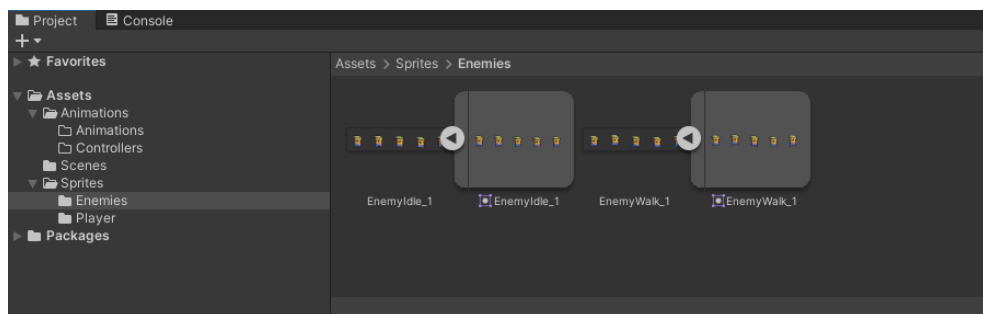 Project
Console
Favorites
Assets
Animations
Animations
Controllers
Scenes
Sprites
Enemies
Player
Packages
Assets > Sprites > Enemies
EnemyIdle_1
EnemyIdle_1
EnemyWalk_1
EnemyWalk_1